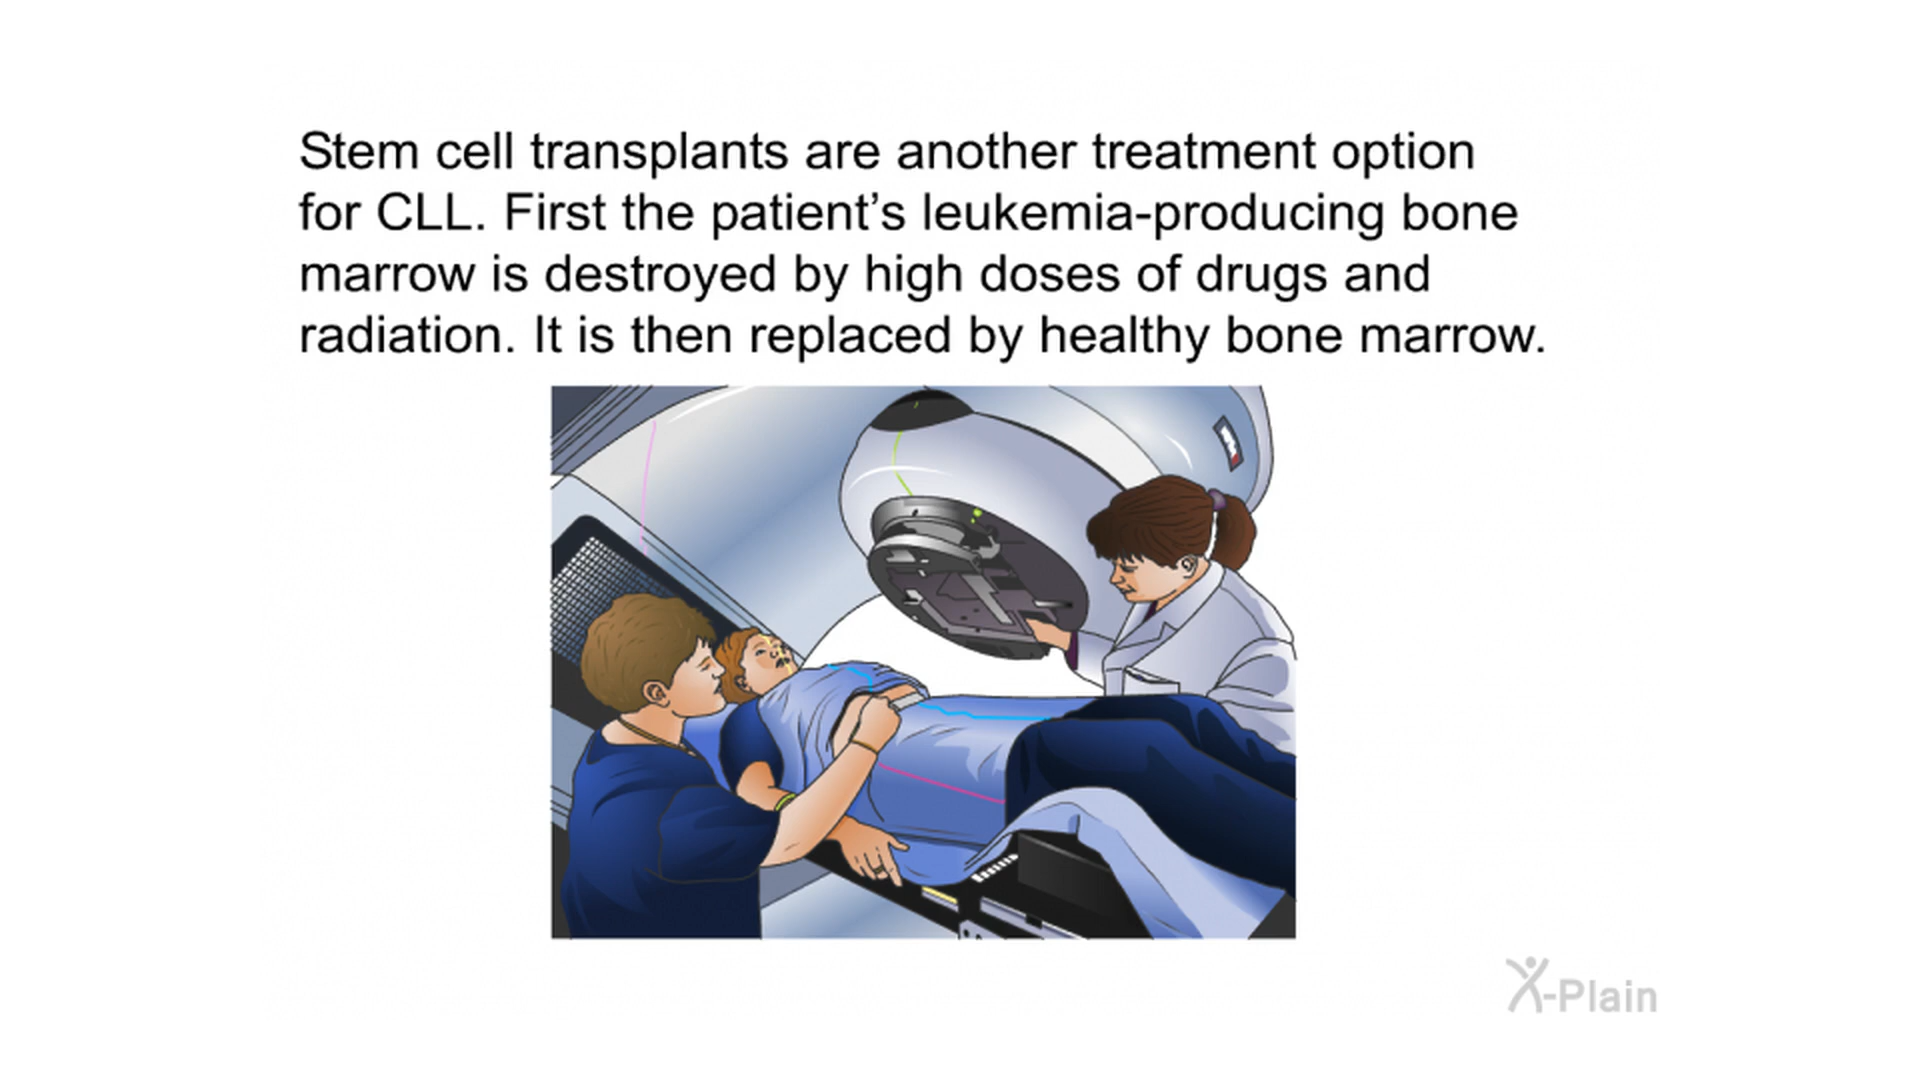 Stem cell transplants are another treatment option
for CLL. First the patient’s leukemia-producing bone
marrow is destroyed by high doses of drugs and
radiation. It is then replaced by healthy bone marrow.
X-Plain